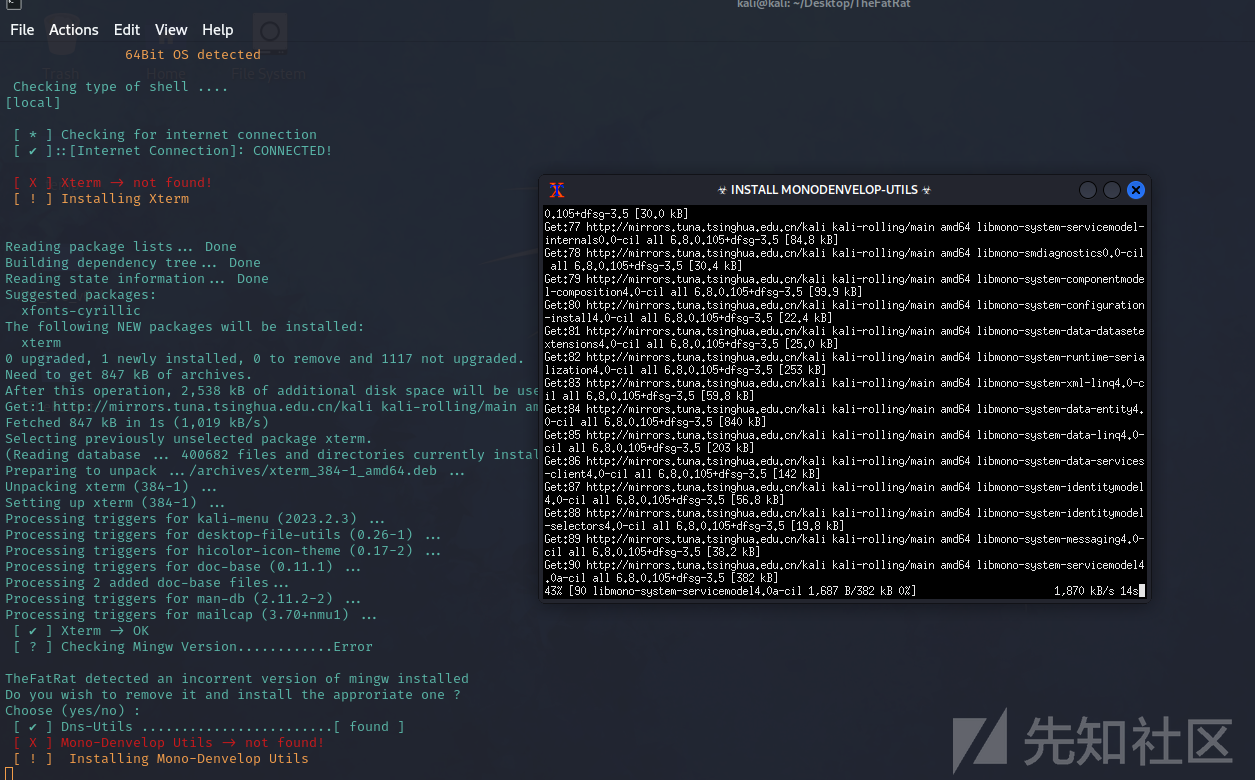 kali@kali: ~/Desktop/TheFatRat
File Actions Edit View Help
64Bit OS detected
Trash Home File System
Checking type of shell ....
[local]
[ * ] Checking for internet connection
[ ✔ ]::[Internet Connection]: CONNECTED!
[ X ] Xterm -> not found!
[ ! ] Installing Xterm
Reading package lists... Done
Building dependency tree... Done
Reading state information... Done
Suggested packages:
xfonts-cyrillic
The following NEW packages will be installed:
xterm
0 upgraded, 1 newly installed, 0 to remove and 1117 not upgraded.
Need to get 847 kB of archives.
After this operation, 2,538 kB of additional disk space will be use
Get:1 http://mirrors.tuna.tsinghua.edu.cn/kali kali-rolling/main am
Fetched 847 kB in 1s (1,019 kB/s)
Selecting previously unselected package xterm.
(Reading database ... 400682 files and directories currently instal
Preparing to unpack .../archives/xterm_384-1_amd64.deb ...
Unpacking xterm (384-1) ...
Setting up xterm (384-1) ...
Processing triggers for kali-menu (2023.2.3) ...
Processing triggers for desktop-file-utils (0.26-1) ...
Processing triggers for hicolor-icon-theme (0.17-2) ...
Processing triggers for doc-base (0.11.1) ...
Processing 2 added doc-base files...
Processing triggers for man-db (2.11.2-2) ...
Processing triggers for mailcap (3.70+nmu1) ...
[ ✔ ] Xterm -> OK
[ ? ] Checking Mingw Version............Error
TheFatRat detected an incorrent version of mingw installed
Do you wish to remove it and install the approriate one ?
Choose (yes/no) :
[ ✔ ] Dns-Utils ........................[ found ]
[ X ] Mono-Denvelop Utils -> not found!
[ ! ]  Installing Mono-Denvelop Utils
☣ INSTALL MONODENVELOP-UTILS ☣
0.105+dfsg-3.5 [30.0 kB]
Get:77 http://mirrors.tuna.tsinghua.edu.cn/kali kali-rolling/main amd64 libmono-system-servicemodel-
internals0.0-cil all 6.8.0.105+dfsg-3.5 [84.8 kB]
Get:78 http://mirrors.tuna.tsinghua.edu.cn/kali kali-rolling/main amd64 libmono-smdiagnostics0.0-cil
all 6.8.0.105+dfsg-3.5 [30.4 kB]
Get:79 http://mirrors.tuna.tsinghua.edu.cn/kali kali-rolling/main amd64 libmono-system-componentmode
l-composition4.0-cil all 6.8.0.105+dfsg-3.5 [99.9 kB]
Get:80 http://mirrors.tuna.tsinghua.edu.cn/kali kali-rolling/main amd64 libmono-system-configuration
-install4.0-cil all 6.8.0.105+dfsg-3.5 [22.4 kB]
Get:81 http://mirrors.tuna.tsinghua.edu.cn/kali kali-rolling/main amd64 libmono-system-data-datasete
xtensions4.0-cil all 6.8.0.105+dfsg-3.5 [25.0 kB]
Get:82 http://mirrors.tuna.tsinghua.edu.cn/kali kali-rolling/main amd64 libmono-system-runtime-seria
lization4.0-cil all 6.8.0.105+dfsg-3.5 [253 kB]
Get:83 http://mirrors.tuna.tsinghua.edu.cn/kali kali-rolling/main amd64 libmono-system-xml-linq4.0-c
il all 6.8.0.105+dfsg-3.5 [59.8 kB]
Get:84 http://mirrors.tuna.tsinghua.edu.cn/kali kali-rolling/main amd64 libmono-system-data-entity4.
0-cil all 6.8.0.105+dfsg-3.5 [840 kB]
Get:85 http://mirrors.tuna.tsinghua.edu.cn/kali kali-rolling/main amd64 libmono-system-data-linq4.0-
cil all 6.8.0.105+dfsg-3.5 [203 kB]
Get:86 http://mirrors.tuna.tsinghua.edu.cn/kali kali-rolling/main amd64 libmono-system-data-services
-client4.0-cil all 6.8.0.105+dfsg-3.5 [142 kB]
Get:87 http://mirrors.tuna.tsinghua.edu.cn/kali kali-rolling/main amd64 libmono-system-identitymodel
4.0-cil all 6.8.0.105+dfsg-3.5 [56.8 kB]
Get:88 http://mirrors.tuna.tsinghua.edu.cn/kali kali-rolling/main amd64 libmono-system-identitymodel
-selectors4.0-cil all 6.8.0.105+dfsg-3.5 [19.8 kB]
Get:89 http://mirrors.tuna.tsinghua.edu.cn/kali kali-rolling/main amd64 libmono-system-messaging4.0-
cil all 6.8.0.105+dfsg-3.5 [38.2 kB]
Get:90 http://mirrors.tuna.tsinghua.edu.cn/kali kali-rolling/main amd64 libmono-system-servicemodel4
.0a-cil all 6.8.0.105+dfsg-3.5 [382 kB]
43% [90 libmono-system-servicemodel4.0a-cil 1,687 B/382 kB 0%] 1,870 kB/s 14s
先知社区